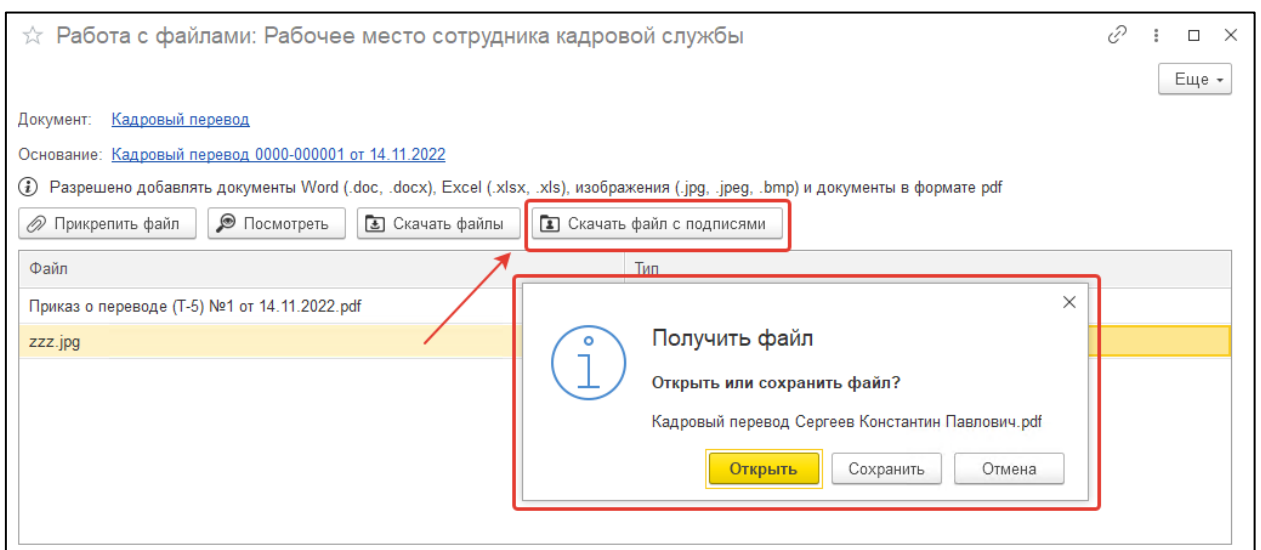 Работа с файлами: Рабочее место сотрудника кадровой службы
Еще
Документ: Кадровый перевод
Основание: Кадровый перевод 0000-000001 от 14.11.2022
Разрешено добавлять документы Word (.doc, .docx), Excel (.xlsx, .xls), изображения (.jpg, .jpeg, .bmp) и документы в формате pdf
Прикрепить файл Посмотреть Скачать файлы Скачать файл с подписями
Файл Тип
Приказ о переводе (Т-5) №1 от 14.11.2022.pdf
zzz.jpg
Получить файл
Открыть или сохранить файл?
Кадровый перевод Сергеев Константин Павлович.pdf
Открыть Сохранить Отмена